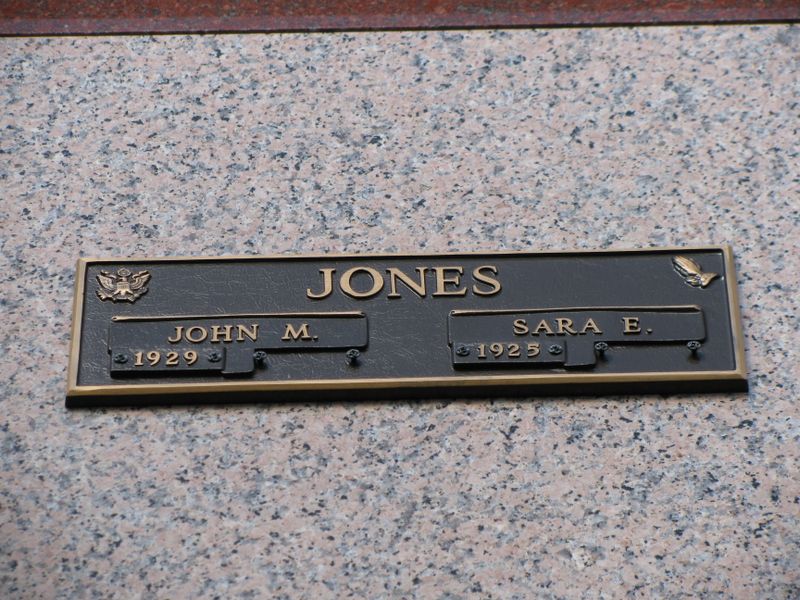 JONES
JOHN M.
1929
SARA E.
1925